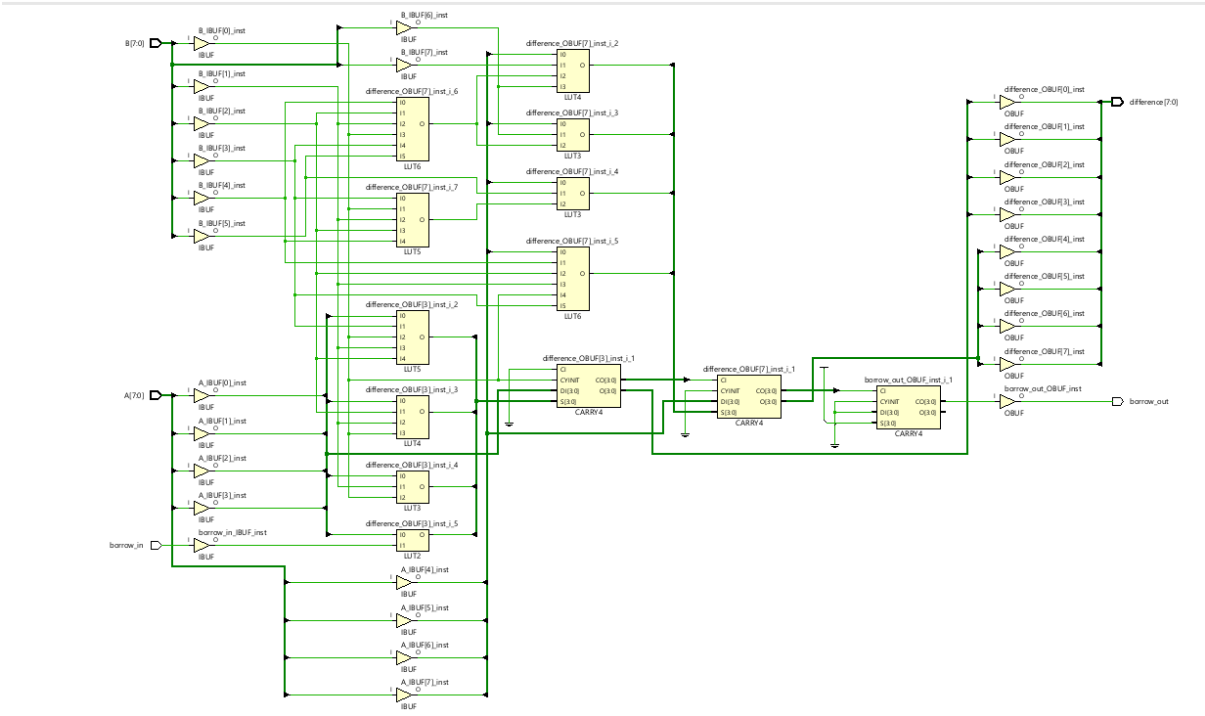 B[7:0]
B_IBUF[0]_inst
I
O
IBUF
B_IBUF[1]_inst
I
O
IBUF
B_IBUF[2]_inst
I
O
IBUF
B_IBUF[3]_inst
I
O
IBUF
B_IBUF[4]_inst
I
O
IBUF
B_IBUF[5]_inst
I
O
IBUF
A[7:0]
A_IBUF[0]_inst
I
O
IBUF
A_IBUF[1]_inst
I
O
IBUF
A_IBUF[2]_inst
I
O
IBUF
A_IBUF[3]_inst
I
O
IBUF
borrow_in
borrow_in_IBUF_inst
I
O
IBUF
B_IBUF[6]_inst
I
O
IBUF
B_IBUF[7]_inst
I
O
IBUF
difference_OBUF[7]_inst_i_6
I0
I1
I2
I3
I4
I5
O
LUT6
difference_OBUF[7]_inst_i_7
I0
I1
I2
I3
I4
O
LUT5
difference_OBUF[3]_inst_i_2
I0
I1
I2
I3
I4
O
LUT5
difference_OBUF[3]_inst_i_3
I0
I1
I2
I3
O
LUT4
difference_OBUF[3]_inst_i_4
I0
I1
I2
O
LUT3
difference_OBUF[3]_inst_i_5
I0
I1
O
LUT2
A_IBUF[4]_inst
I
O
IBUF
A_IBUF[5]_inst
I
O
IBUF
A_IBUF[6]_inst
I
O
IBUF
A_IBUF[7]_inst
I
O
IBUF
difference_OBUF[7]_inst_i_2
I0
I1
I2
I3
O
LUT4
difference_OBUF[7]_inst_i_3
I0
I1
I2
O
LUT3
difference_OBUF[7]_inst_i_4
I0
I1
I2
O
LUT3
difference_OBUF[7]_inst_i_5
I0
I1
I2
I3
I4
I5
O
LUT6
difference_OBUF[3]_inst_i_1
CI
CYINIT
DI[3:0]
S[3:0]
CO[3:0]
O[3:0]
CARRY4
difference_OBUF[7]_inst_i_1
CI
CYINIT
DI[3:0]
S[3:0]
CO[3:0]
O[3:0]
CARRY4
borrow_out_OBUF_inst_i_1
CI
CYINIT
DI[3:0]
S[3:0]
CO[3:0]
O[3:0]
CARRY4
difference_OBUF[0]_inst
I
O
OBUF
difference_OBUF[1]_inst
I
O
OBUF
difference_OBUF[2]_inst
I
O
OBUF
difference_OBUF[3]_inst
I
O
OBUF
difference_OBUF[4]_inst
I
O
OBUF
difference_OBUF[5]_inst
I
O
OBUF
difference_OBUF[6]_inst
I
O
OBUF
difference_OBUF[7]_inst
I
O
OBUF
borrow_out_OBUF_inst
I
O
OBUF
difference[7:0]
borrow_out